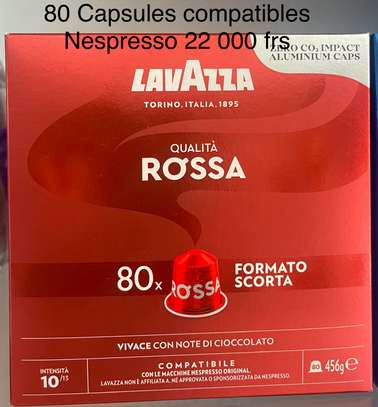 80 Capsules compatibles
Nespresso 22 000 frs
ZERO CO₂ IMPACT
ALUMINIUM CAPS
LAVAZZA
TORINO, ITALIA, 1895
QUALITÀ
ROSSA
80x
FORMATO
SCORTA
ROSSA
VIVACE CON NOTE DI CIOCCOLATO
INTENSITÀ
10/13
COMPATIBILE
CON LE MACCHINE NESPRESSO ORIGINAL.
LAVAZZA NON È AFFILIATA A, NÉ APPROVATA O SPONSORIZZATA DA NESPRESSO.
80 456g e